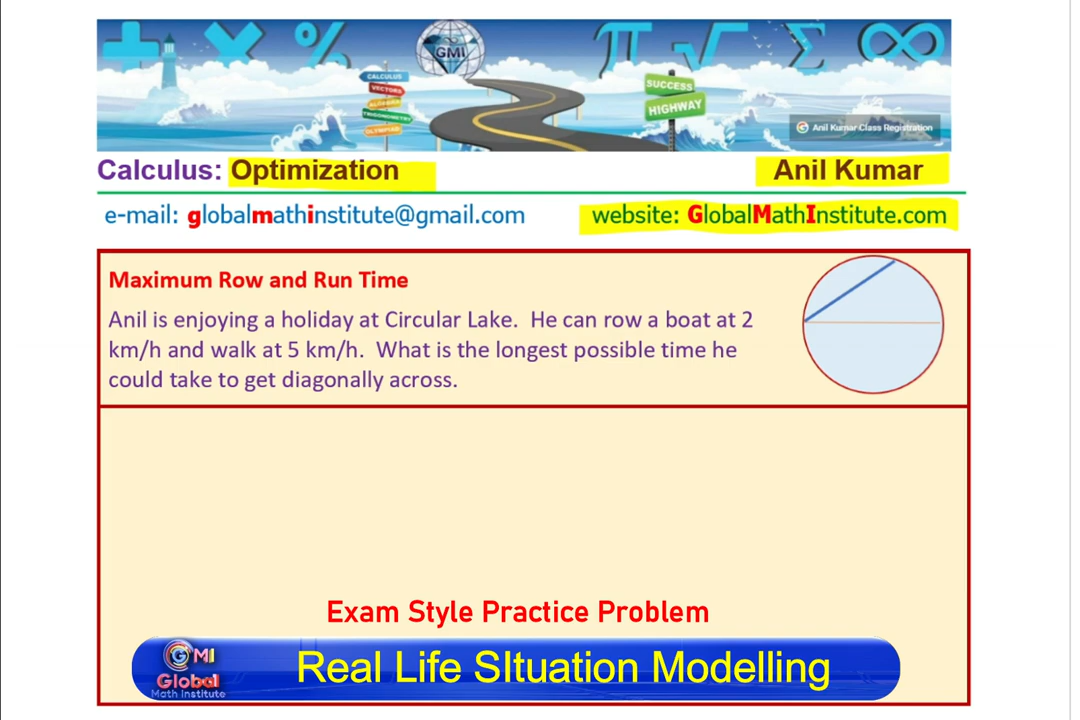 + × % π √ Σ ∞
GMI
CALCULUS
VECTORS
ALGEBRA
TRIGONOMETRY
OLYMPIAD
SUCCESS
HIGHWAY
G Anil Kumar Class Registration
Calculus: Optimization
Anil Kumar
e-mail: globalmathinstitute@gmail.com
website: GlobalMathInstitute.com
Maximum Row and Run Time
Anil is enjoying a holiday at Circular Lake. He can row a boat at 2
km/h and walk at 5 km/h. What is the longest possible time he
could take to get diagonally across.
Exam Style Practice Problem
GMI
Global
Math Institute
Real Life SItuation Modelling